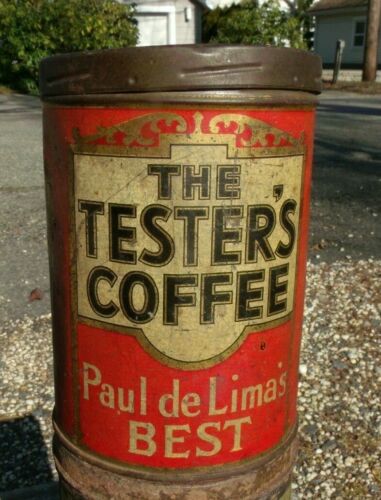 THE
TESTER'S
COFFEE
Paul de Lima's
BEST